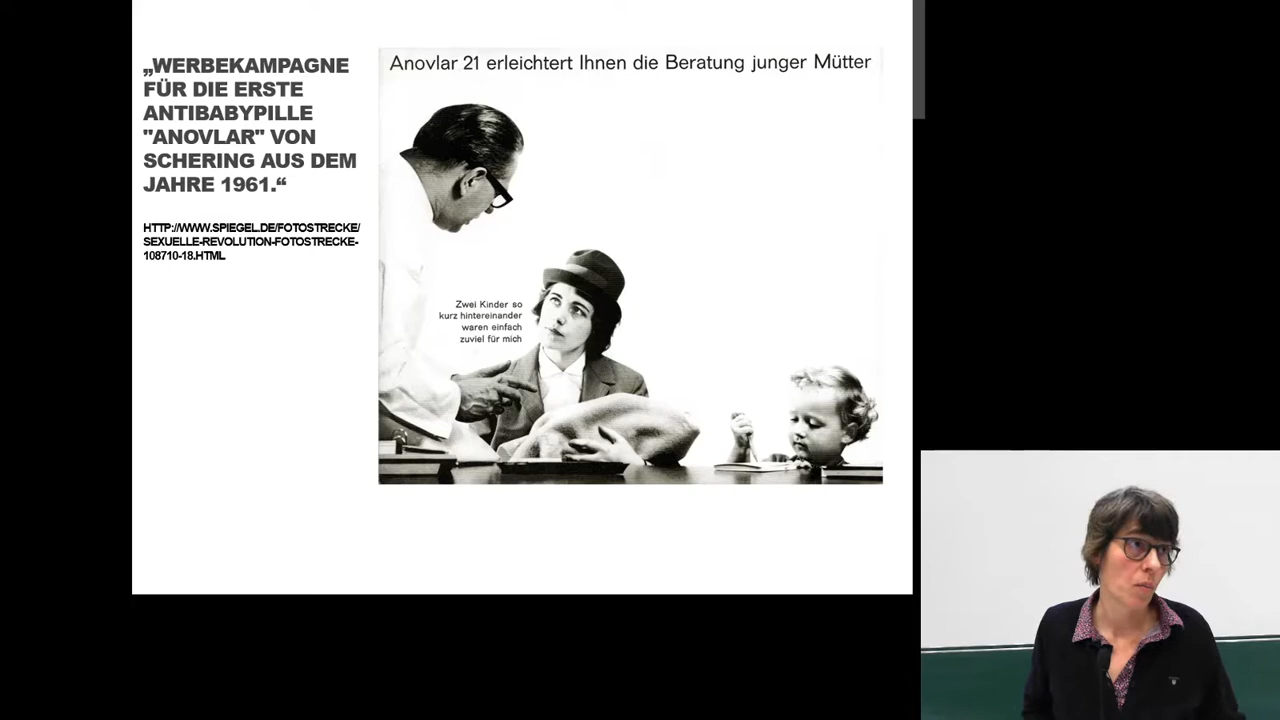 „WERBEKAMPAGNE
FÜR DIE ERSTE
ANTIBABYPILLE
"ANOVLAR" VON
SCHERING AUS DEM
JAHRE 1961.“
HTTP://WWW.SPIEGEL.DE/FOTOSTRECKE/
SEXUELLE-REVOLUTION-FOTOSTRECKE-
108710-18.HTML
Anovlar 21 erleichtert Ihnen die Beratung junger Mütter
Zwei Kinder so
kurz hintereinander
waren einfach
zuviel für mich